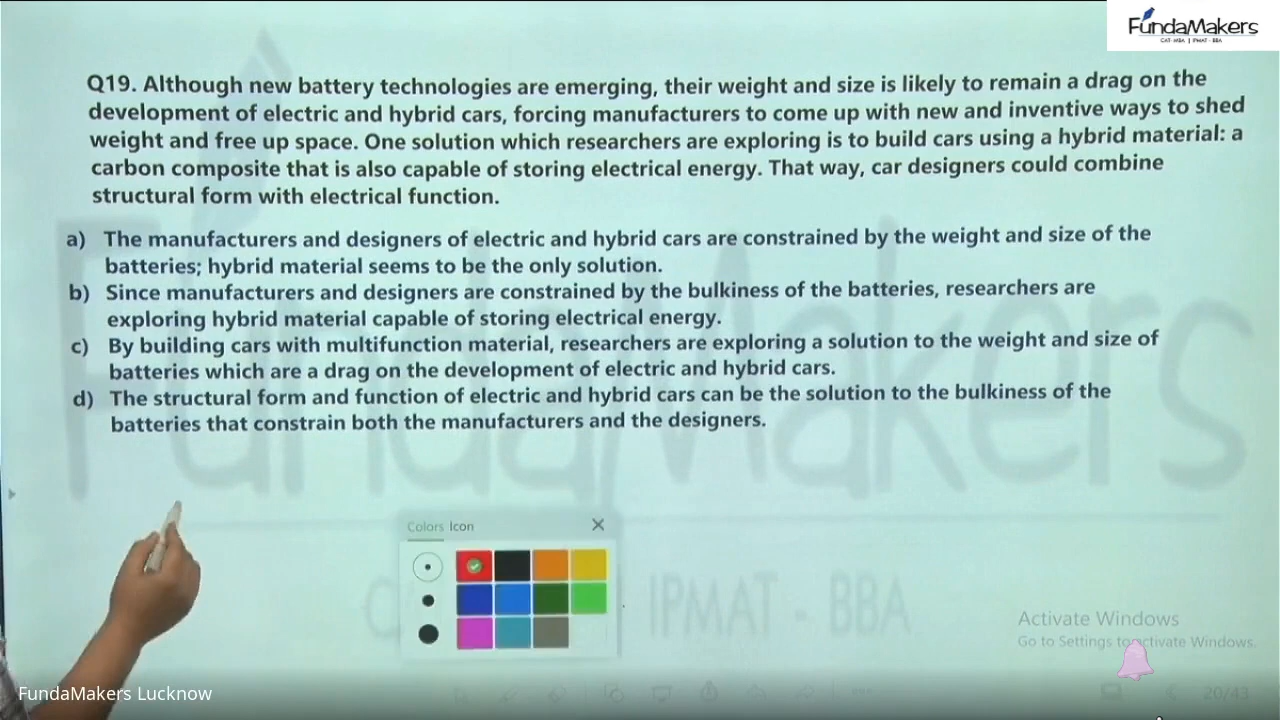 FundaMakers
CAT- MBA | IPMAT - BBA
Q19. Although new battery technologies are emerging, their weight and size is likely to remain a drag on the
development of electric and hybrid cars, forcing manufacturers to come up with new and inventive ways to shed
weight and free up space. One solution which researchers are exploring is to build cars using a hybrid material: a
carbon composite that is also capable of storing electrical energy. That way, car designers could combine
structural form with electrical function.
a) The manufacturers and designers of electric and hybrid cars are constrained by the weight and size of the
batteries; hybrid material seems to be the only solution.
b) Since manufacturers and designers are constrained by the bulkiness of the batteries, researchers are
exploring hybrid material capable of storing electrical energy.
c) By building cars with multifunction material, researchers are exploring a solution to the weight and size of
batteries which are a drag on the development of electric and hybrid cars.
d) The structural form and function of electric and hybrid cars can be the solution to the bulkiness of the
batteries that constrain both the manufacturers and the designers.
FundaMakers
Colors Icon
| IPMAT - BBA
Activate Windows
Go to Settings to activate Windows.
FundaMakers Lucknow
20/43